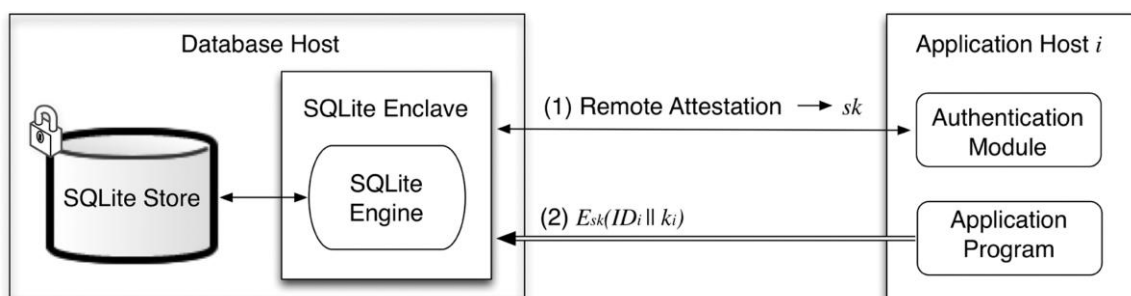 Database Host
SQLite Enclave
SQLite Store
SQLite
Engine
(1) Remote Attestation → sk
(2) Esk(IDi || ki)
Application Host i
Authentication
Module
Application
Program